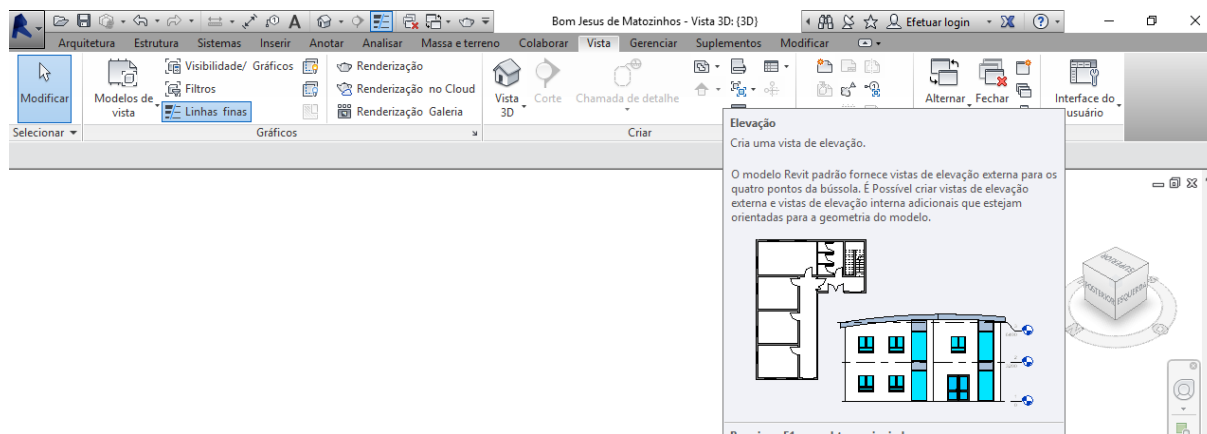 Bom Jesus de Matozinhos - Vista 3D: {3D}
Efetuar login
Arquitetura Estrutura Sistemas Inserir Anotar Analisar Massa e terreno Colaborar Vista Gerenciar Suplementos Modificar
Modificar
Modelos de vista
Visibilidade/ Gráficos
Filtros
Linhas finas
Renderização
Renderização no Cloud
Renderização Galeria
Vista 3D
Corte
Chamada de detalhe
Alternar
Fechar
Interface do usuário
Selecionar
Gráficos
Criar
Elevação
Cria uma vista de elevação.
O modelo Revit padrão fornece vistas de elevação externa para os
quatro pontos da bússola. É Possível criar vistas de elevação
externa e vistas de elevação interna adicionais que estejam
orientadas para a geometria do modelo.
SUPERIOR
POSTERIOR
ESQUERDA